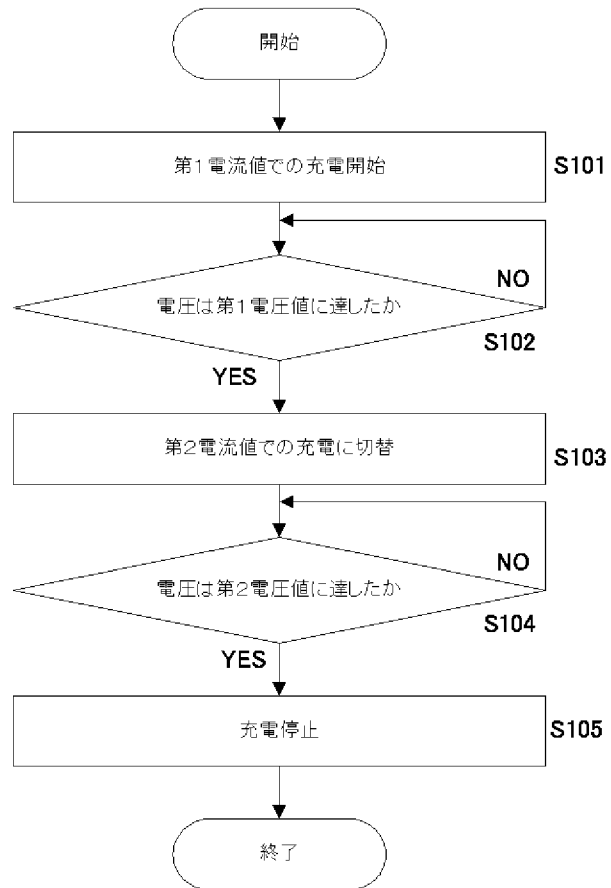 開始
第1電流値での充電開始
S101
NO
電圧は第1電圧値に達したか
S102
YES
第2電流値での充電に切替
S103
NO
電圧は第2電圧値に達したか
S104
YES
充電停止
S105
終了